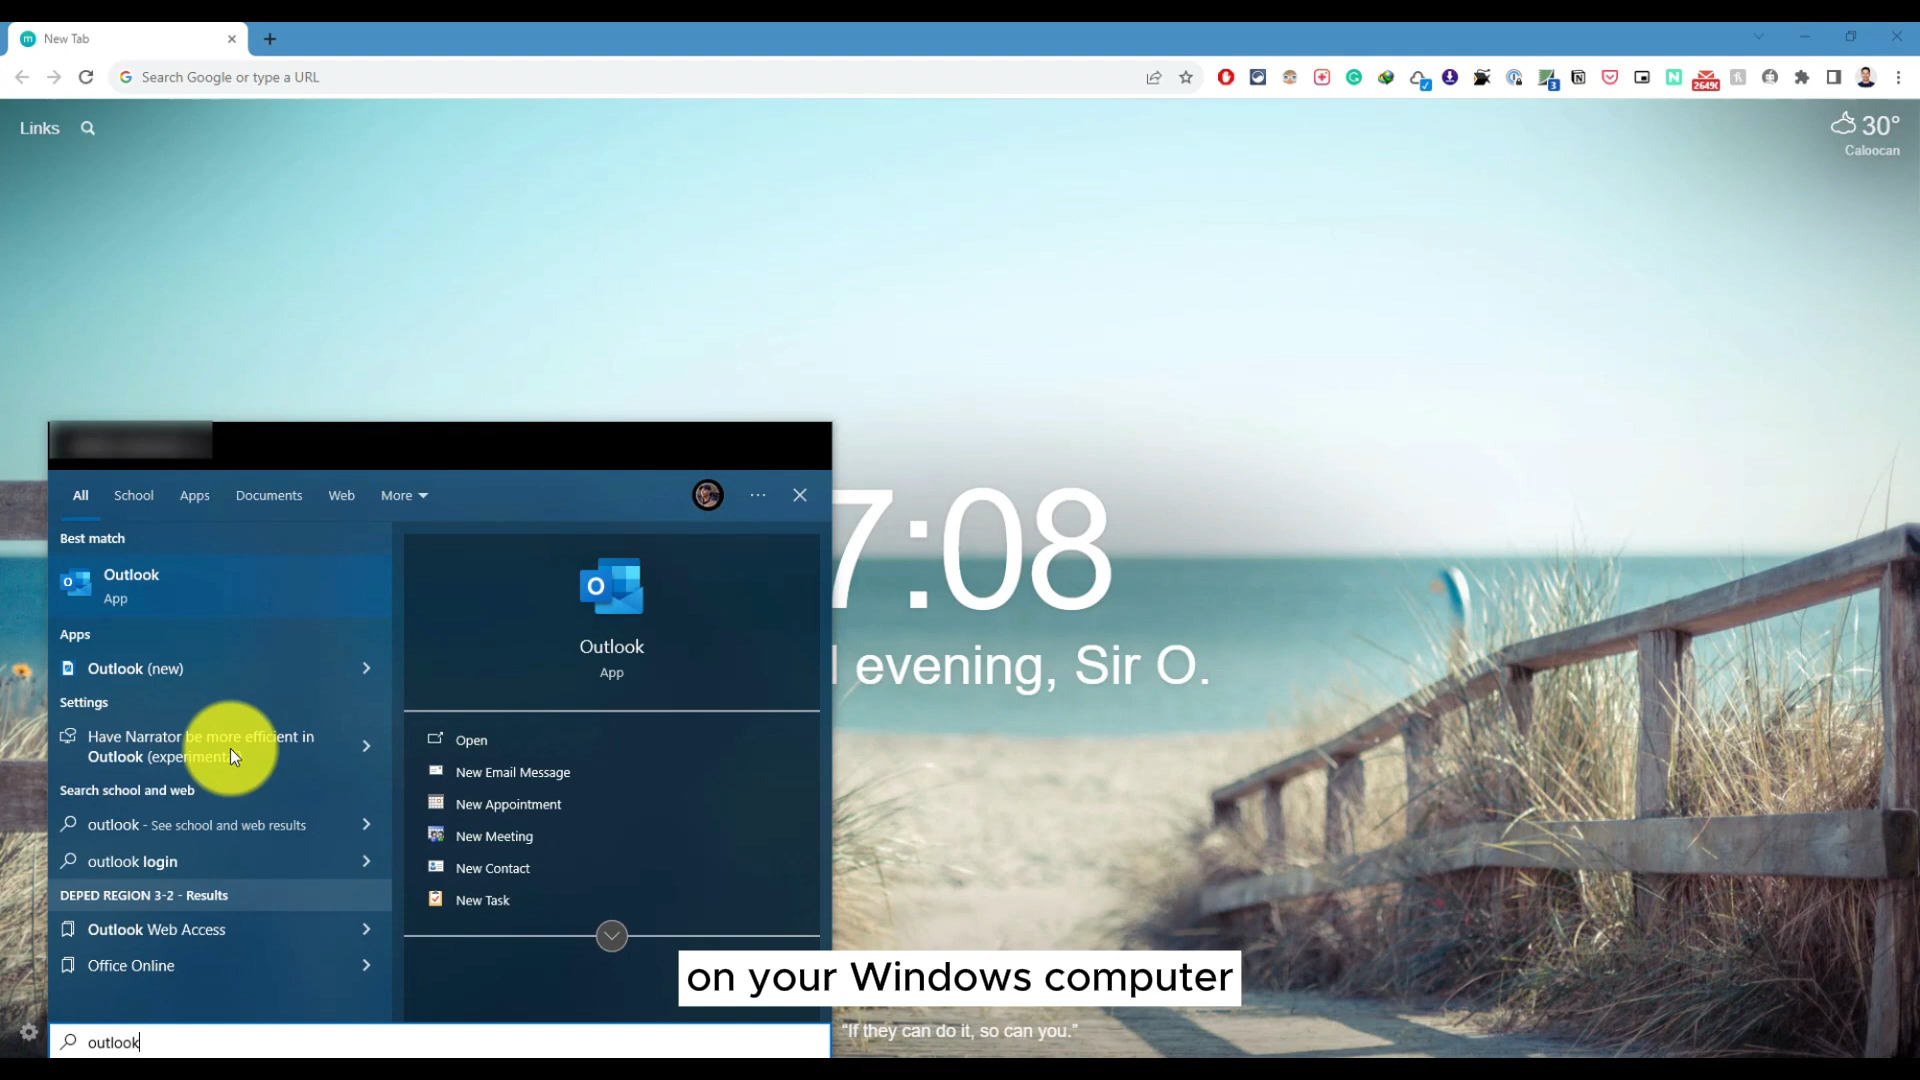 New Tab
Search Google or type a URL
3
2649K
Links
30°
Caloocan
7:08
evening, Sir O.
All School Apps Documents Web More
Best match
Outlook
App
Apps
Outlook (new)
Settings
Have Narrator be more efficient in
Outlook (experimental)
Search school and web
outlook - See school and web results
outlook login
DEPED REGION 3-2 - Results
Outlook Web Access
Office Online
Outlook
App
Open
New Email Message
New Appointment
New Meeting
New Contact
New Task
on your Windows computer
"If they can do it, so can you."
outlook